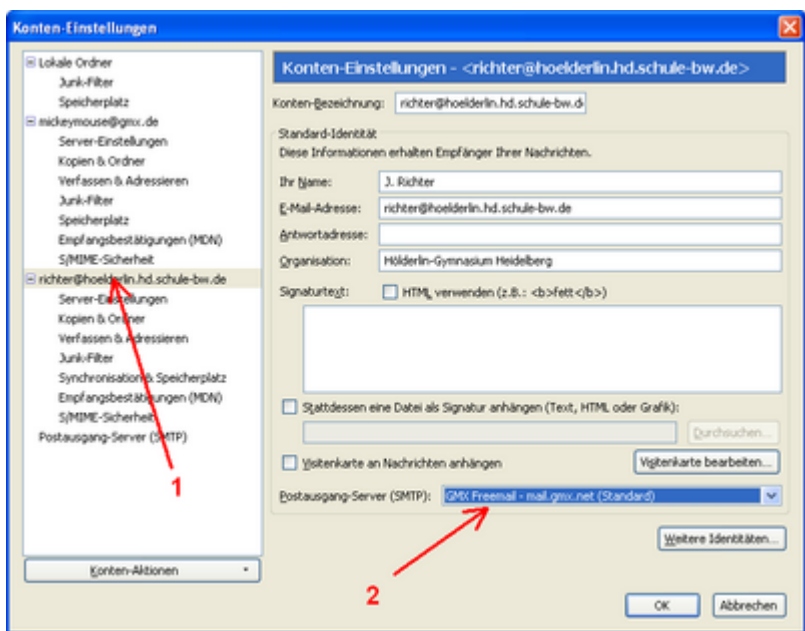 Konten-Einstellungen
Lokale Ordner
Junk-Filter
Speicherplatz
mickeymouse@gmx.de
Server-Einstellungen
Kopien & Ordner
Verfassen & Adressieren
Junk-Filter
Speicherplatz
Empfangsbestätigungen (MDN)
S/MIME-Sicherheit
richter@hoelderlin.hd.schule-bw.de
Server-Einstellungen
Kopien & Ordner
Verfassen & Adressieren
Junk-Filter
Synchronisation & Speicherplatz
Empfangsbestätigungen (MDN)
S/MIME-Sicherheit
Postausgang-Server (SMTP)
1
Konten-Aktionen
Konten-Einstellungen - <richter@hoelderlin.hd.schule-bw.de>
Konten-Bezeichnung: richter@hoelderlin.hd.schule-bw.d
Standard-Identität
Diese Informationen erhalten Empfänger Ihrer Nachrichten.
Ihr Name: J. Richter
E-Mail-Adresse: richter@hoelderlin.hd.schule-bw.de
Antwortadresse:
Organisation: Hölderlin-Gymnasium Heidelberg
Signaturtext: HTML verwenden (z.B.: <b>fett</b>)
Stattdessen eine Datei als Signatur anhängen (Text, HTML oder Grafik):
Durchsuchen...
Visitenkarte an Nachrichten anhängen Visitenkarte bearbeiten...
Postausgang-Server (SMTP): GMX Freemail - mail.gmx.net (Standard)
Weitere Identitäten...
2
OK Abbrechen